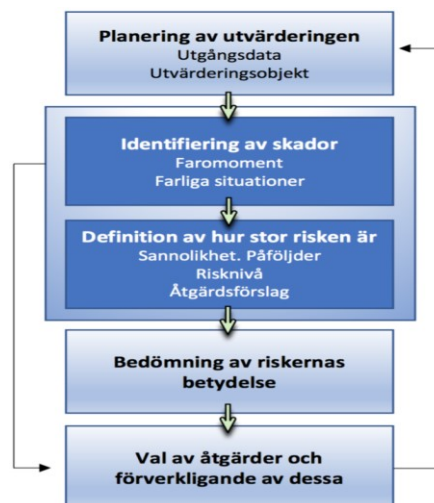 Planering av utvärderingen
Utgångsdata
Utvärderingsobjekt
Identifiering av skador
Faromoment
Farliga situationer
Definition av hur stor risken är
Sannolikhet. Påföljder
Risknivå
Åtgärdsförslag
Bedömning av riskernas
betydelse
Val av åtgärder och
förverkligande av dessa